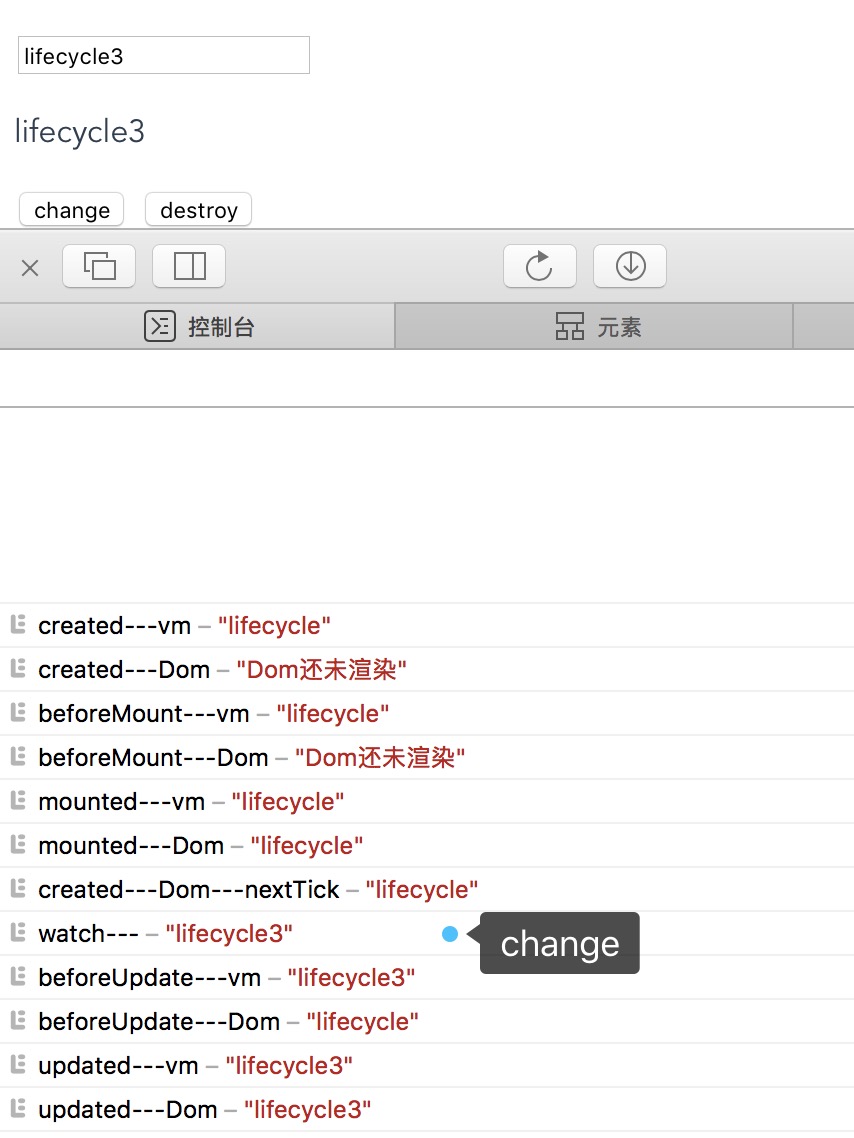 lifecycle3
lifecycle3
change destroy
控制台 元素
created---vm – "lifecycle"
created---Dom – "Dom还未渲染"
beforeMount---vm – "lifecycle"
beforeMount---Dom – "Dom还未渲染"
mounted---vm – "lifecycle"
mounted---Dom – "lifecycle"
created---Dom---nextTick – "lifecycle"
watch--- – "lifecycle3" change
beforeUpdate---vm – "lifecycle3"
beforeUpdate---Dom – "lifecycle"
updated---vm – "lifecycle3"
updated---Dom – "lifecycle3"